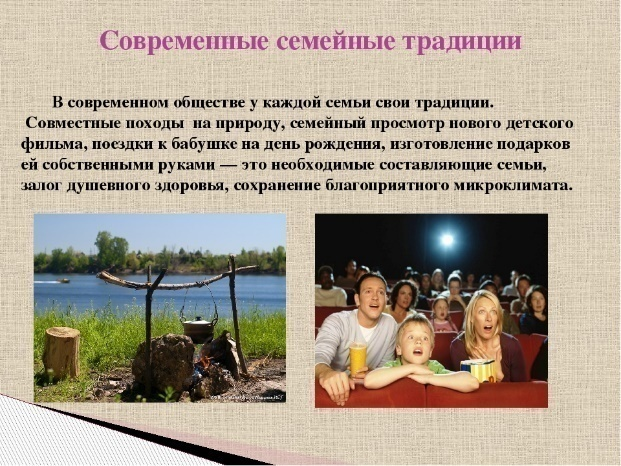 Современные семейные традиции
В современном обществе у каждой семьи свои традиции.
Совместные походы на природу, семейный просмотр нового детского
фильма, поездки к бабушке на день рождения, изготовление подарков
ей собственными руками — это необходимые составляющие семьи,
залог душевного здоровья, сохранение благоприятного микроклимата.